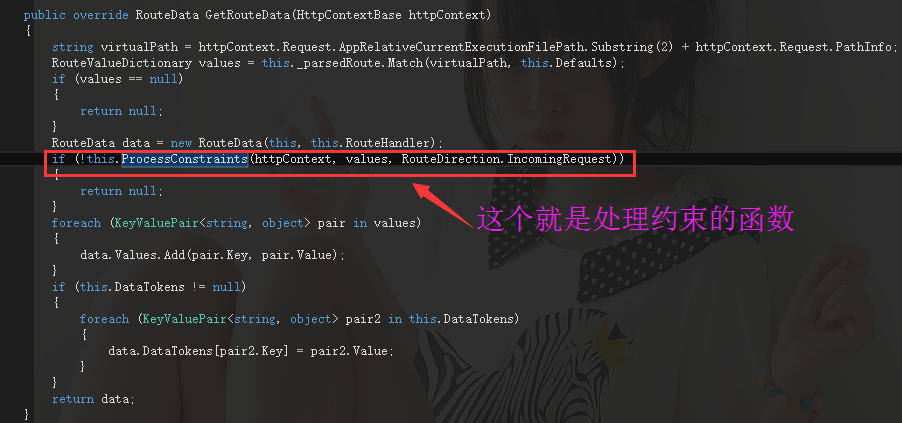 public override RouteData GetRouteData(HttpContextBase httpContext)
{
string virtualPath = httpContext.Request.AppRelativeCurrentExecutionFilePath.Substring(2) + httpContext.Request.PathInfo;
RouteValueDictionary values = this._parsedRoute.Match(virtualPath, this.Defaults);
if (values == null)
{
return null;
}
RouteData data = new RouteData(this, this.RouteHandler);
if (!this.ProcessConstraints(httpContext, values, RouteDirection.IncomingRequest))
{
return null;
}
这个就是处理约束的函数
foreach (KeyValuePair<string, object> pair in values)
{
data.Values.Add(pair.Key, pair.Value);
}
if (this.DataTokens != null)
{
foreach (KeyValuePair<string, object> pair2 in this.DataTokens)
{
data.DataTokens[pair2.Key] = pair2.Value;
}
}
return data;
}